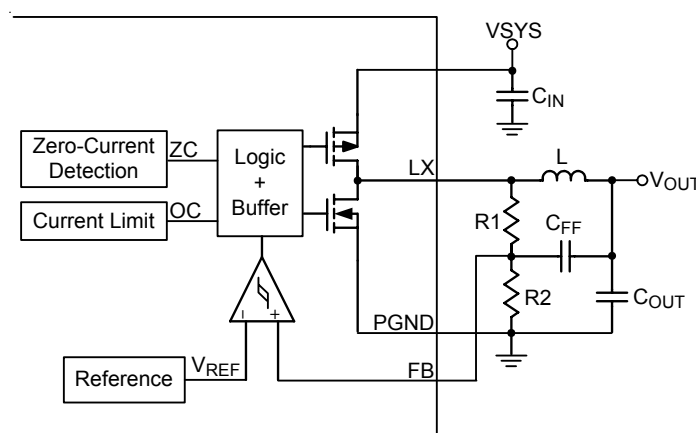 VSYS
CIN
Zero-Current
Detection
ZC
Logic
+
Buffer
LX
L
VOUT
Current Limit
OC
R1
CFF
R2
COUT
PGND
− +
Reference
VREF
FB